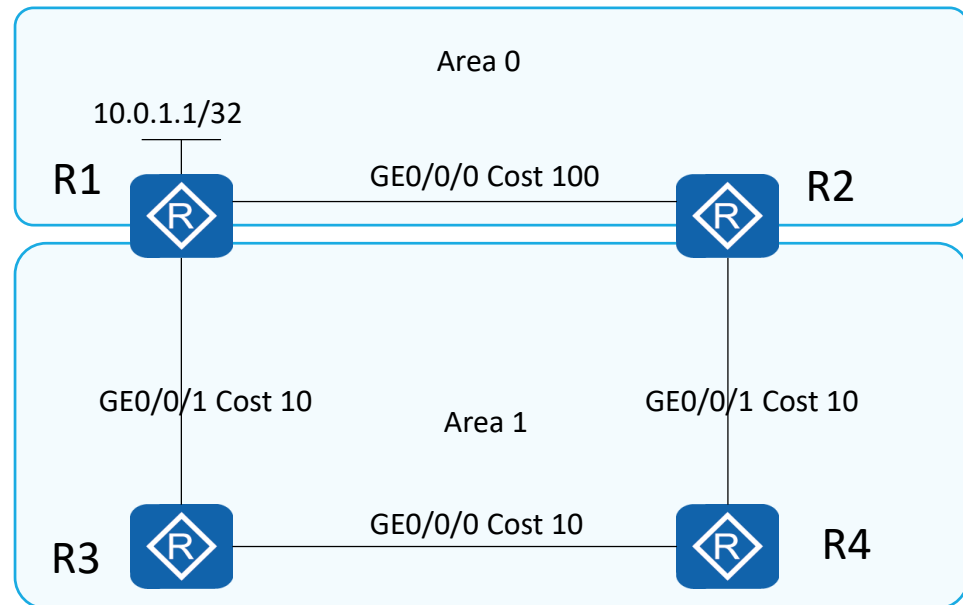 Area 0
10.0.1.1/32
R1
GE0/0/0 Cost 100
R2
R
R
GE0/0/1 Cost 10
GE0/0/1 Cost 10
Area 1
GE0/0/0 Cost 10
R3
R
R
R4